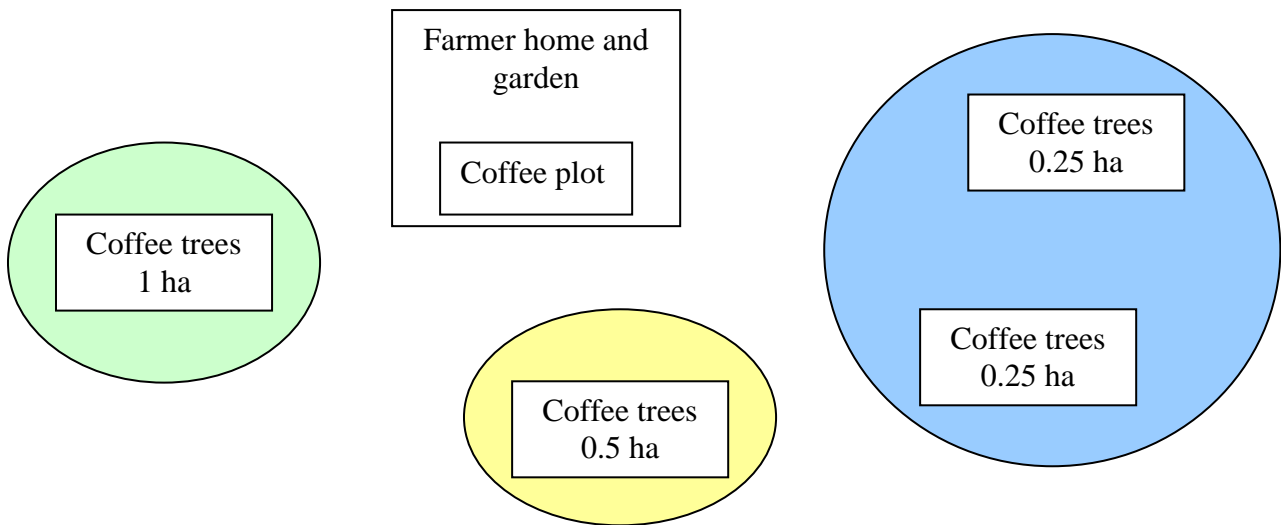 Farmer home and
garden
Coffee plot
Coffee trees
1 ha
Coffee trees
0.5 ha
Coffee trees
0.25 ha
Coffee trees
0.25 ha